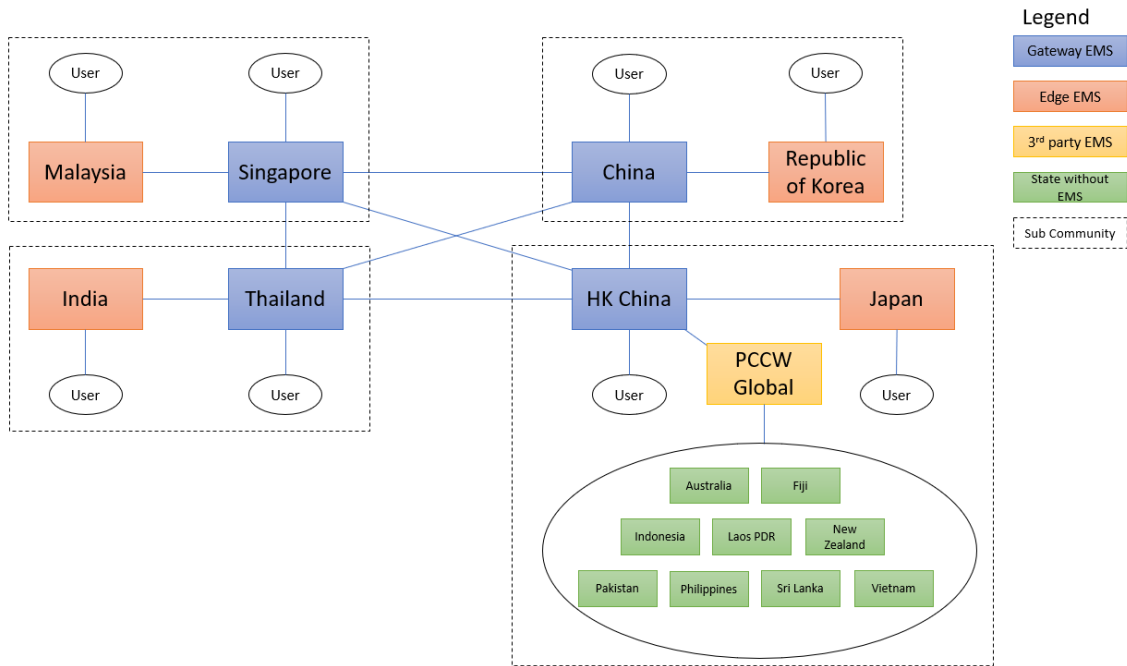 Legend
Gateway EMS
Edge EMS
3rd party EMS
State without
EMS
Sub Community
User
User
User
User
Malaysia
Singapore
China
Republic
of Korea
India
Thailand
HK China
Japan
PCCW
Global
User
User
User
User
Australia
Fiji
Indonesia
Laos PDR
New
Zealand
Pakistan
Philippines
Sri Lanka
Vietnam